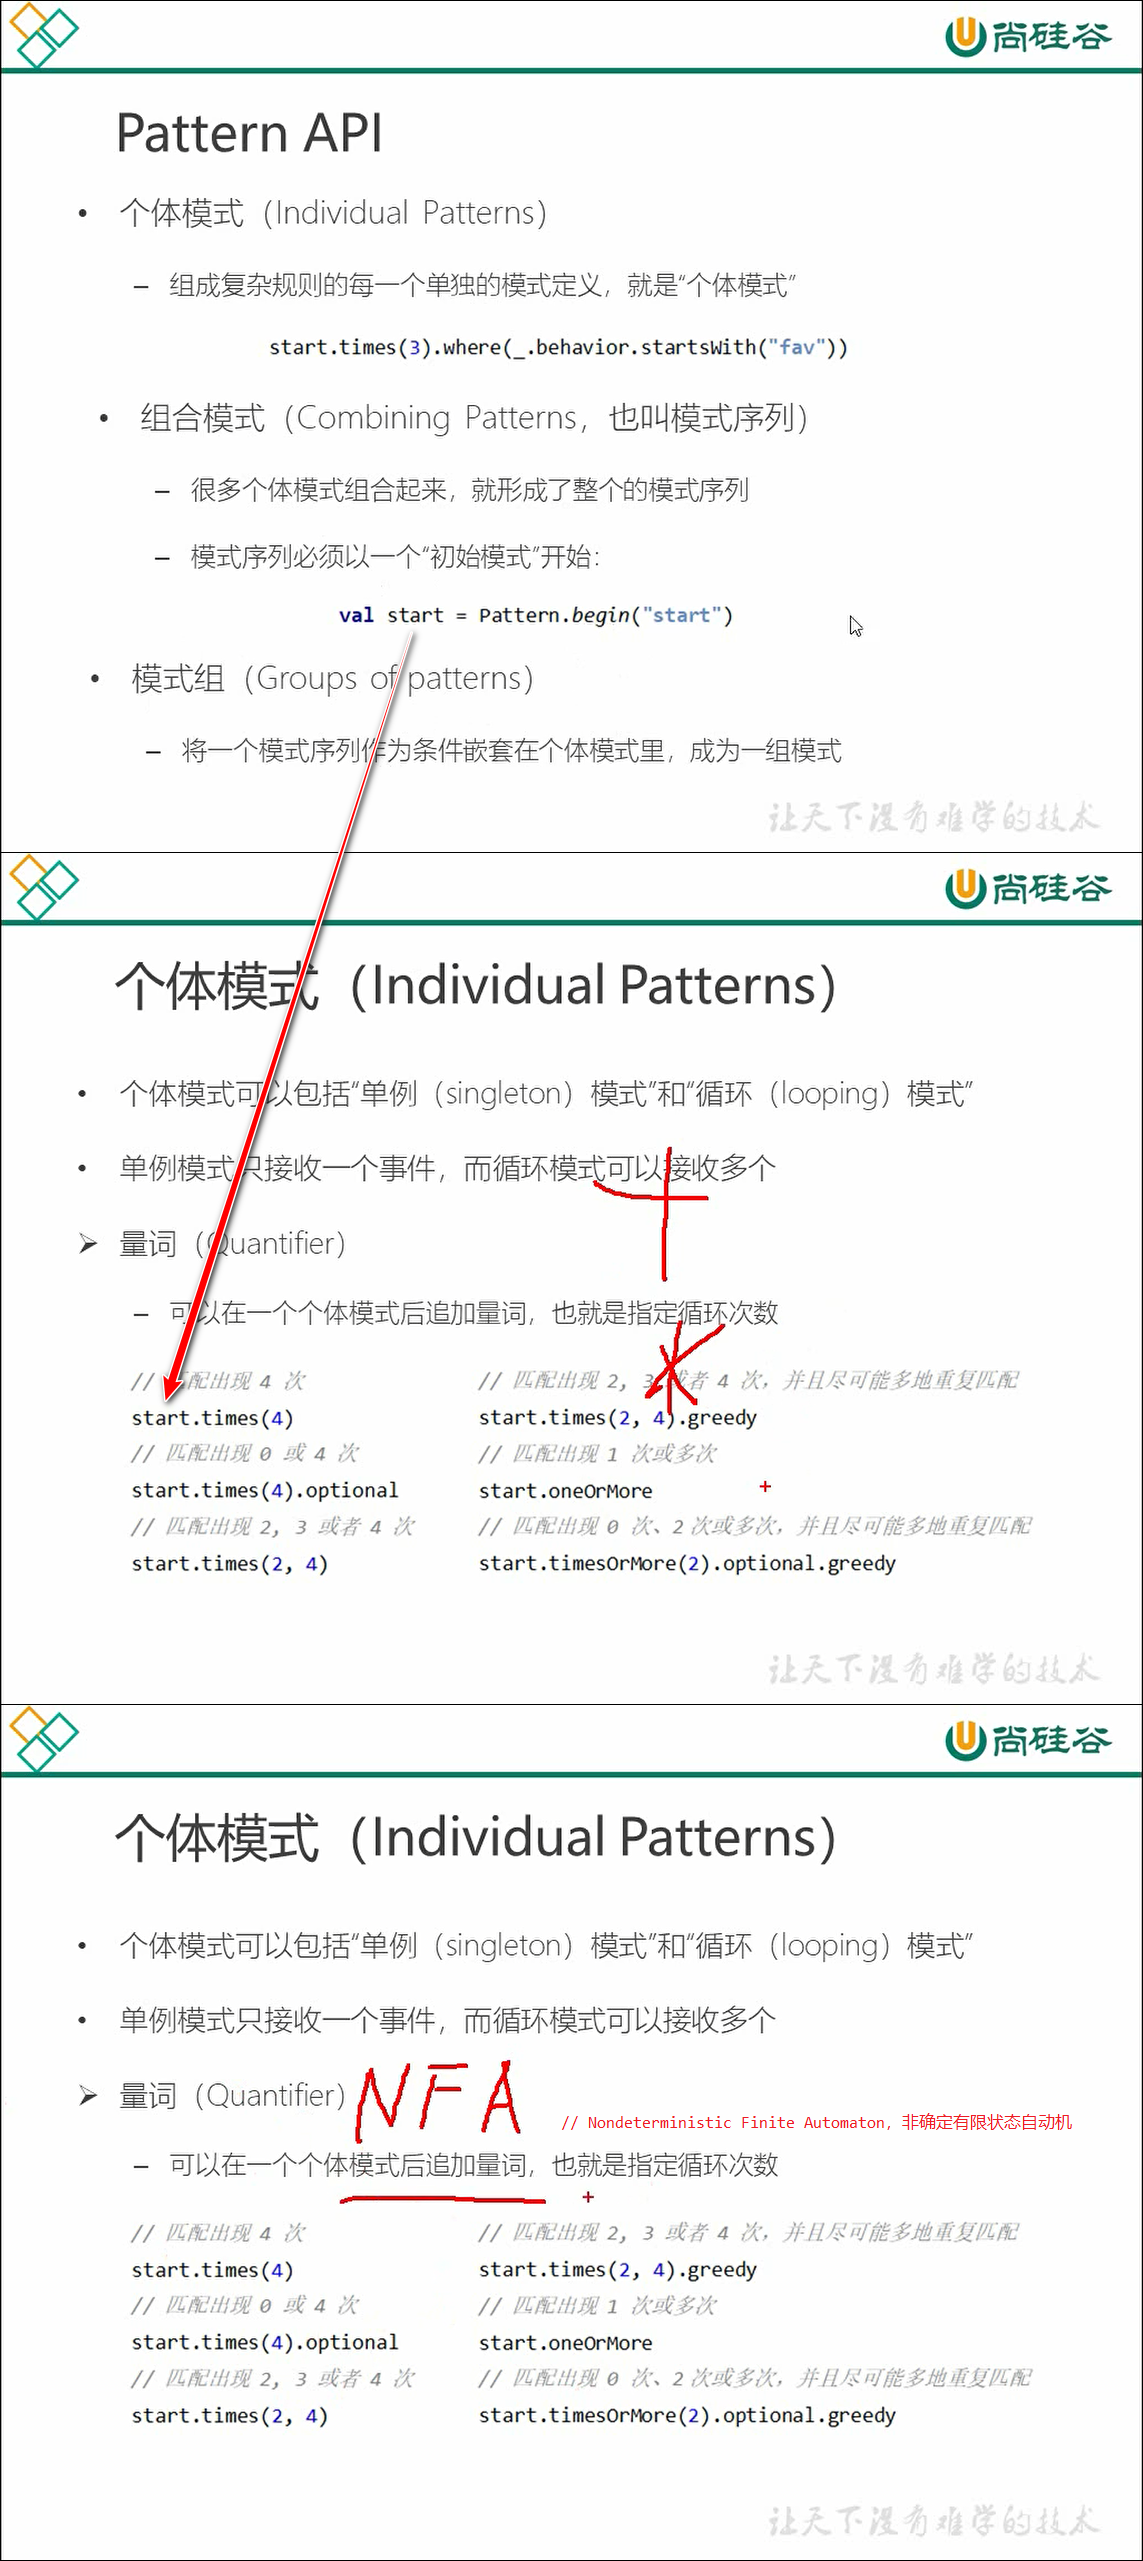 尚硅谷
Pattern API
• 个体模式（Individual Patterns）
– 组成复杂规则的每一个单独的模式定义，就是“个体模式”
start.times(3).where(_.behavior.startsWith("fav"))
• 组合模式（Combining Patterns，也叫模式序列）
– 很多个体模式组合起来，就形成了整个的模式序列
– 模式序列必须以一个“初始模式”开始：
val start = Pattern.begin("start")
• 模式组（Groups of patterns）
– 将一个模式序列作为条件嵌套在个体模式里，成为一组模式
让天下没有难学的技术
尚硅谷
个体模式（Individual Patterns）
• 个体模式可以包括“单例（singleton）模式”和“循环（looping）模式”
• 单例模式只接收一个事件，而循环模式可以接收多个
+
➢ 量词（Quantifier）
– 可以在一个个体模式后追加量词，也就是指定循环次数
*
// 匹配出现 4 次
start.times(4)
// 匹配出现 0 或 4 次
start.times(4).optional
// 匹配出现 2, 3 或者 4 次
start.times(2, 4)
// 匹配出现 2, 3 或者 4 次，并且尽可能多地重复匹配
start.times(2, 4).greedy
// 匹配出现 1 次或多次
start.oneOrMore
// 匹配出现 0 次、2 次或多次，并且尽可能多地重复匹配
start.timesOrMore(2).optional.greedy
让天下没有难学的技术
尚硅谷
个体模式（Individual Patterns）
• 个体模式可以包括“单例（singleton）模式”和“循环（looping）模式”
• 单例模式只接收一个事件，而循环模式可以接收多个
➢ 量词（Quantifier）
NFA
// Nondeterministic Finite Automaton, 非确定有限状态自动机
– 可以在一个个体模式后追加量词，也就是指定循环次数
// 匹配出现 4 次
start.times(4)
// 匹配出现 0 或 4 次
start.times(4).optional
// 匹配出现 2, 3 或者 4 次
start.times(2, 4)
// 匹配出现 2, 3 或者 4 次，并且尽可能多地重复匹配
start.times(2, 4).greedy
// 匹配出现 1 次或多次
start.oneOrMore
// 匹配出现 0 次、2 次或多次，并且尽可能多地重复匹配
start.timesOrMore(2).optional.greedy
让天下没有难学的技术